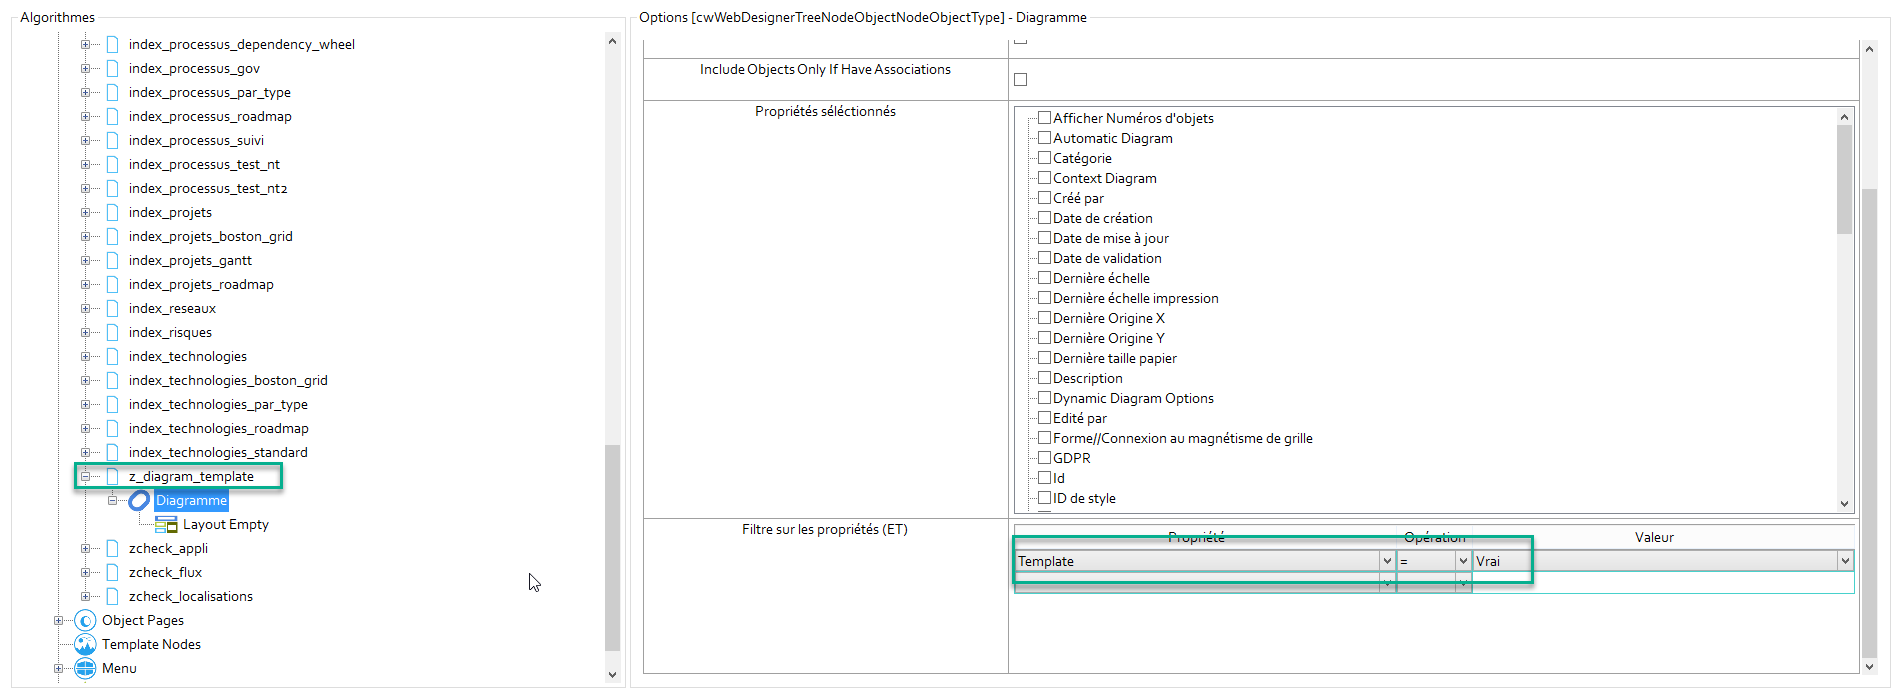 Algorithmes
index_processus_dependency_wheel
index_processus_gov
index_processus_par_type
index_processus_roadmap
index_processus_suivi
index_processus_test_nt
index_processus_test_nt2
index_projets
index_projets_boston_grid
index_projets_gantt
index_projets_roadmap
index_reseaux
index_risques
index_technologies
index_technologies_boston_grid
index_technologies_par_type
index_technologies_roadmap
index_technologies_standard
z_diagram_template
Diagramme
Layout Empty
zcheck_appli
zcheck_flux
zcheck_localisations
Object Pages
Template Nodes
Menu
Options [cwWebDesignerTreeNodeObjectNodeObjectType] - Diagramme
Include Objects Only If Have Associations
Propriétés séléctionnés
Afficher Numéros d'objets
Automatic Diagram
Catégorie
Context Diagram
Créé par
Date de création
Date de mise à jour
Date de validation
Dernière échelle
Dernière échelle impression
Dernière Origine X
Dernière Origine Y
Dernière taille papier
Description
Dynamic Diagram Options
Edité par
Forme//Connexion au magnétisme de grille
GDPR
Id
ID de style
Filtre sur les propriétés (ET)
Propriété Opération Valeur
Template = Vrai